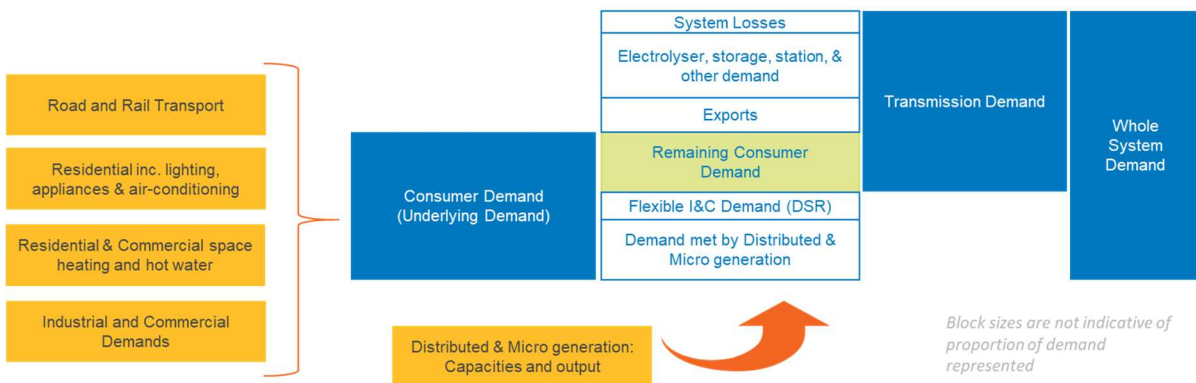 Road and Rail Transport
Residential inc. lighting,
appliances & air-conditioning
Residential & Commercial space
heating and hot water
Industrial and Commercial
Demands
Consumer Demand
(Underlying Demand)
System Losses
Electrolyser, storage, station, &
other demand
Exports
Remaining Consumer
Demand
Flexible I&C Demand (DSR)
Demand met by Distributed &
Micro generation
Transmission Demand
Whole
System
Demand
Distributed & Micro generation:
Capacities and output
Block sizes are not indicative of
proportion of demand
represented